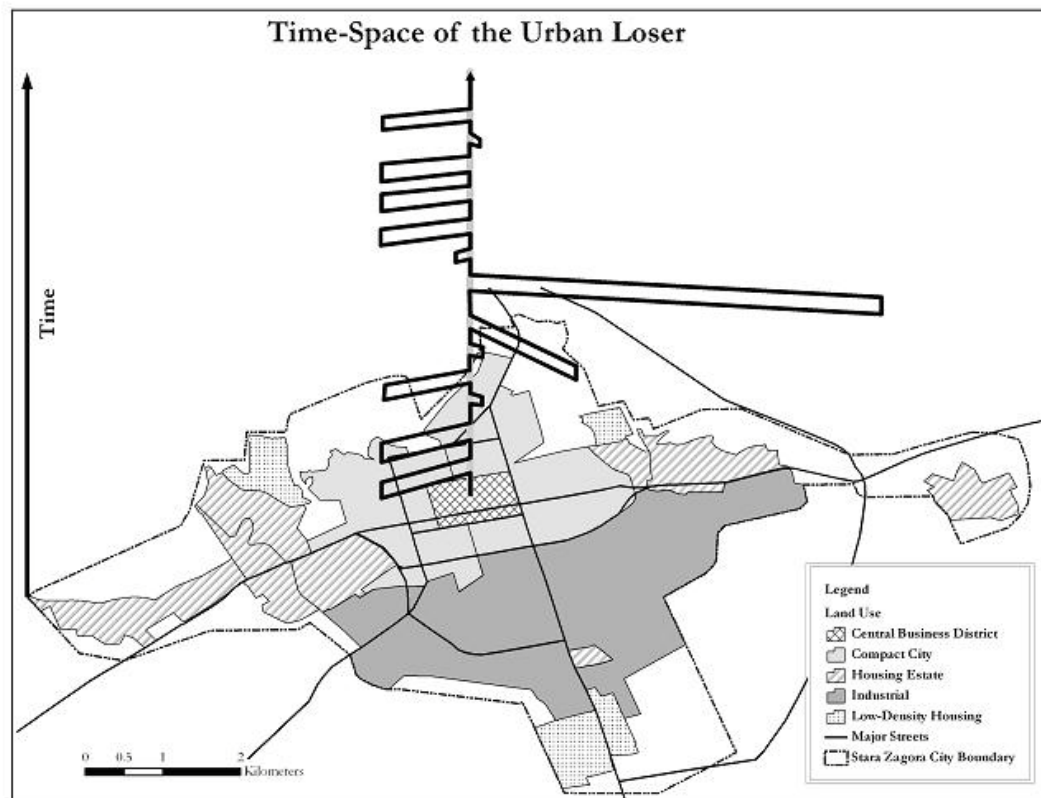 Time-Space of the Urban Loser
Time
Legend
Land Use
Central Business District
Compact City
Housing Estate
Industrial
Low-Density Housing
Major Streets
Stara Zagora City Boundary
0 0.5 1 2
Kilometers